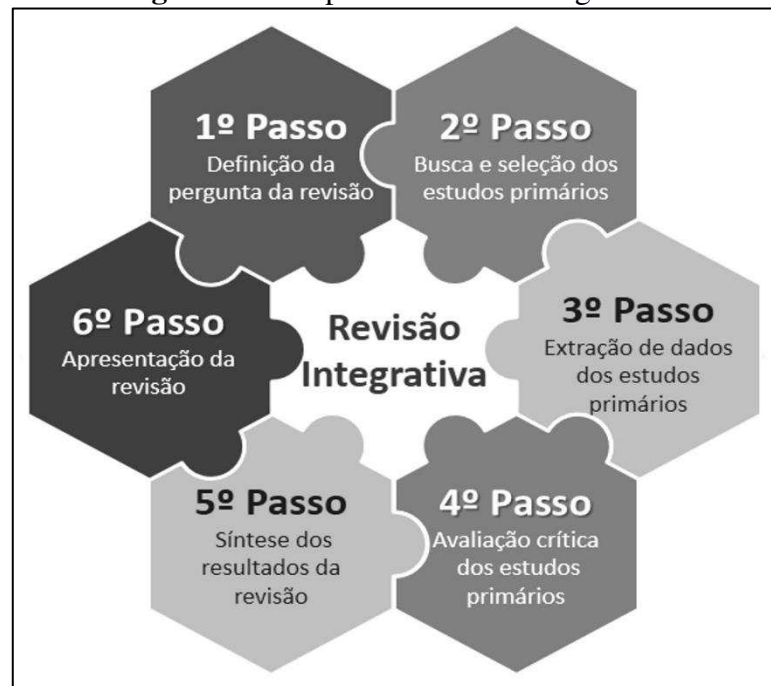 1º Passo
Definição da
pergunta da revisão
2º Passo
Busca e seleção dos
estudos primários
3º Passo
Extração de dados
dos estudos
primários
4º Passo
Avaliação crítica
dos estudos
primários
5º Passo
Síntese dos
resultados da
revisão
6º Passo
Apresentação da
revisão
Revisão
Integrativa